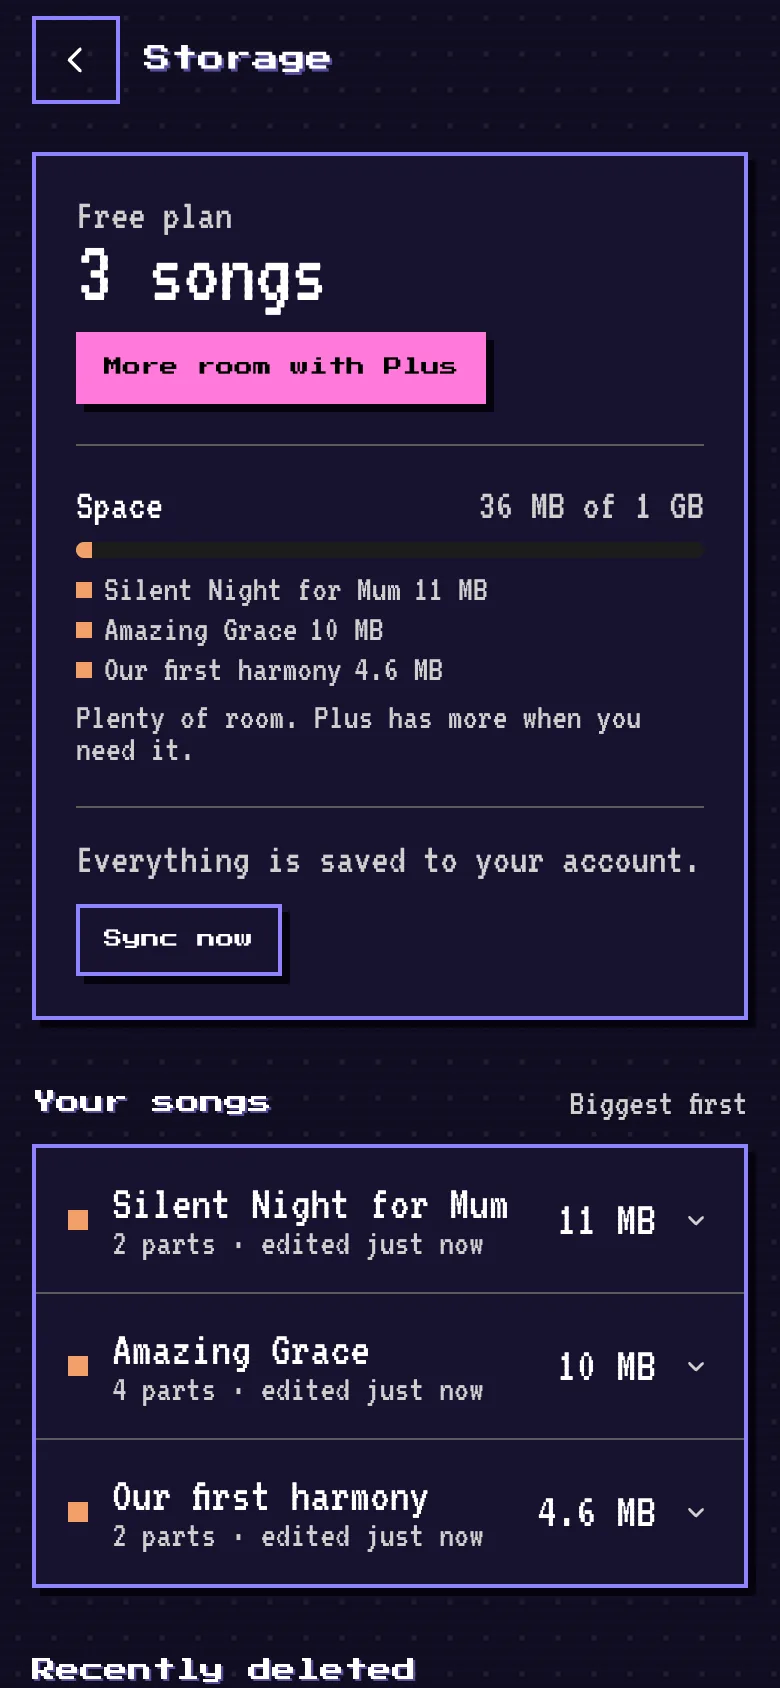 Storage
Free plan
3 songs
More room with Plus
Space 36 MB of 1 GB
Silent Night for Mum 11 MB
Amazing Grace 10 MB
Our first harmony 4.6 MB
Plenty of room. Plus has more when you
need it.
Everything is saved to your account.
Sync now
Your songs Biggest first
Silent Night for Mum 11 MB
2 parts · edited just now
Amazing Grace 10 MB
4 parts · edited just now
Our first harmony 4.6 MB
2 parts · edited just now
Recently deleted